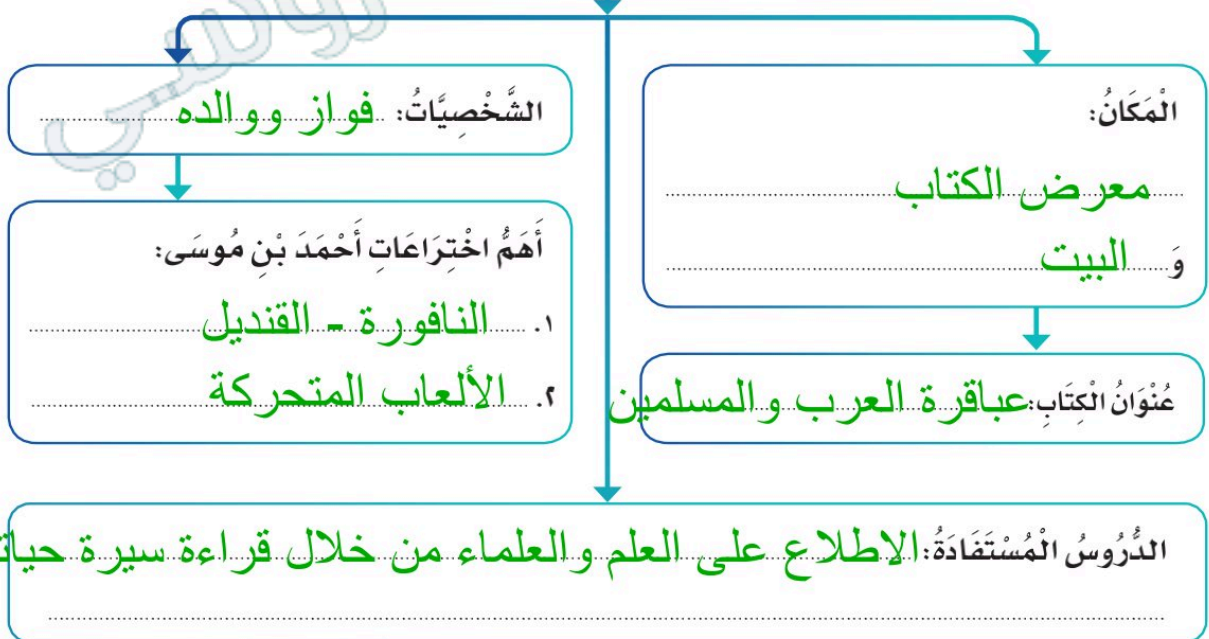 الْمَكَانُ:
معرض الكتاب
وَ البيت
عُنْوَانُ الْكِتَابِ: عباقرة العرب والمسلمين
الشَّخْصِيَّاتُ: فواز ووالده
أَهَمُّ اخْتِرَاعَاتِ أَحْمَدَ بْنِ مُوسَى:
١. النافورة - القنديل
٢. الألعاب المتحركة
الدُّرُوسُ الْمُسْتَفَادَةُ: الاطلاع على العلم والعلماء من خلال قراءة سيرة